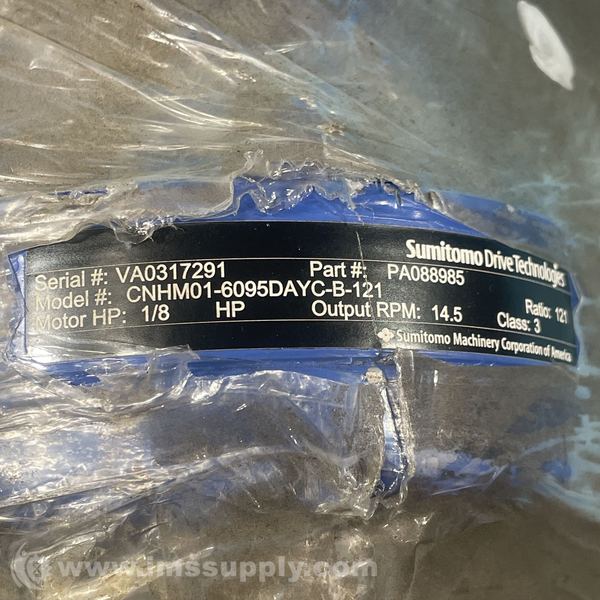 Sumitomo Drive Technologies
Serial #: VA0317291 Part #: PA088985
Model #: CNHM01-6095DAYC-B-121 Ratio: 121
Motor HP: 1/8 HP Output RPM: 14.5 Class: 3
Sumitomo Machinery Corporation of America
www.imssupply.com